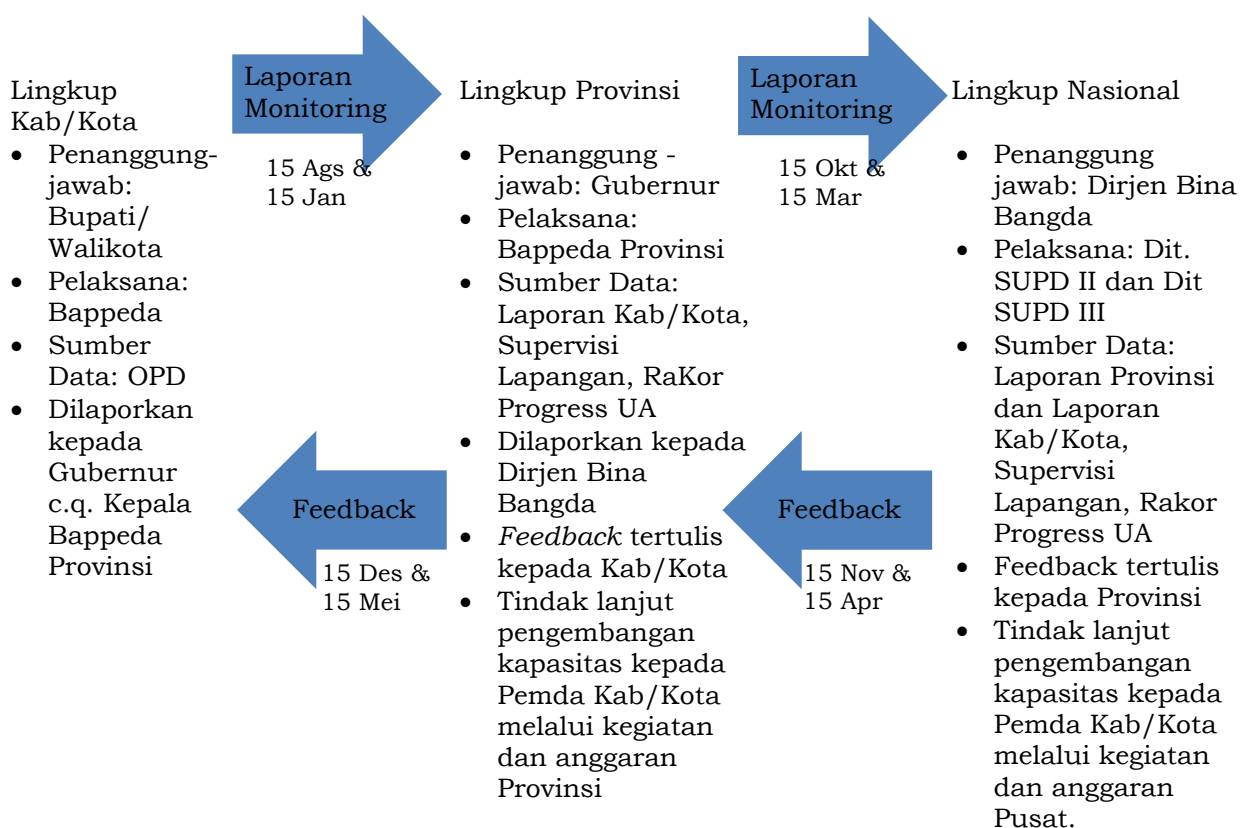 Lingkup
Kab/Kota
• Penanggung-
jawab:
Bupati/
Walikota
• Pelaksana:
Bappeda
• Sumber
Data: OPD
• Dilaporkan
kepada
Gubernur
c.q. Kepala
Bappeda
Provinsi
Laporan
Monitoring
15 Ags &
15 Jan
Feedback
15 Des &
15 Mei
Lingkup Provinsi
• Penanggung -
jawab: Gubernur
• Pelaksana:
Bappeda Provinsi
• Sumber Data:
Laporan Kab/Kota,
Supervisi
Lapangan, RaKor
Progress UA
• Dilaporkan kepada
Dirjen Bina
Bangda
• Feedback tertulis
kepada Kab/Kota
• Tindak lanjut
pengembangan
kapasitas kepada
Pemda Kab/Kota
melalui kegiatan
dan anggaran
Provinsi
Laporan
Monitoring
15 Okt &
15 Mar
Feedback
15 Nov &
15 Apr
Lingkup Nasional
• Penanggung
jawab: Dirjen Bina
Bangda
• Pelaksana: Dit.
SUPD II dan Dit
SUPD III
• Sumber Data:
Laporan Provinsi
dan Laporan
Kab/Kota,
Supervisi
Lapangan, Rakor
Progress UA
• Feedback tertulis
kepada Provinsi
• Tindak lanjut
pengembangan
kapasitas kepada
Pemda Kab/Kota
melalui kegiatan
dan anggaran
Pusat.